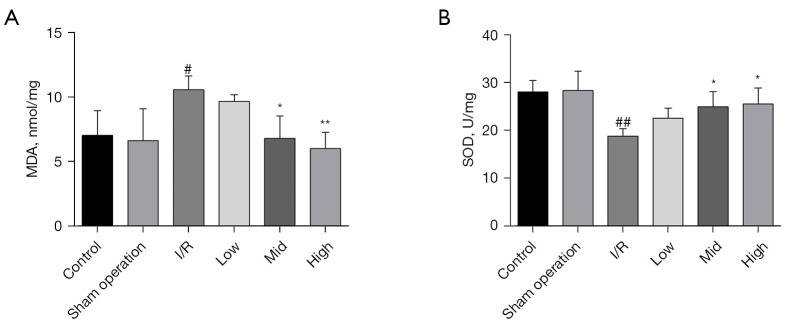 A
MDA, nmol/mg
15
10
5
0
#
*
**
Control
Sham operation
I/R
Low
Mid
High
B
SOD, U/mg
40
30
20
10
0
##
*
*
Control
Sham operation
I/R
Low
Mid
High